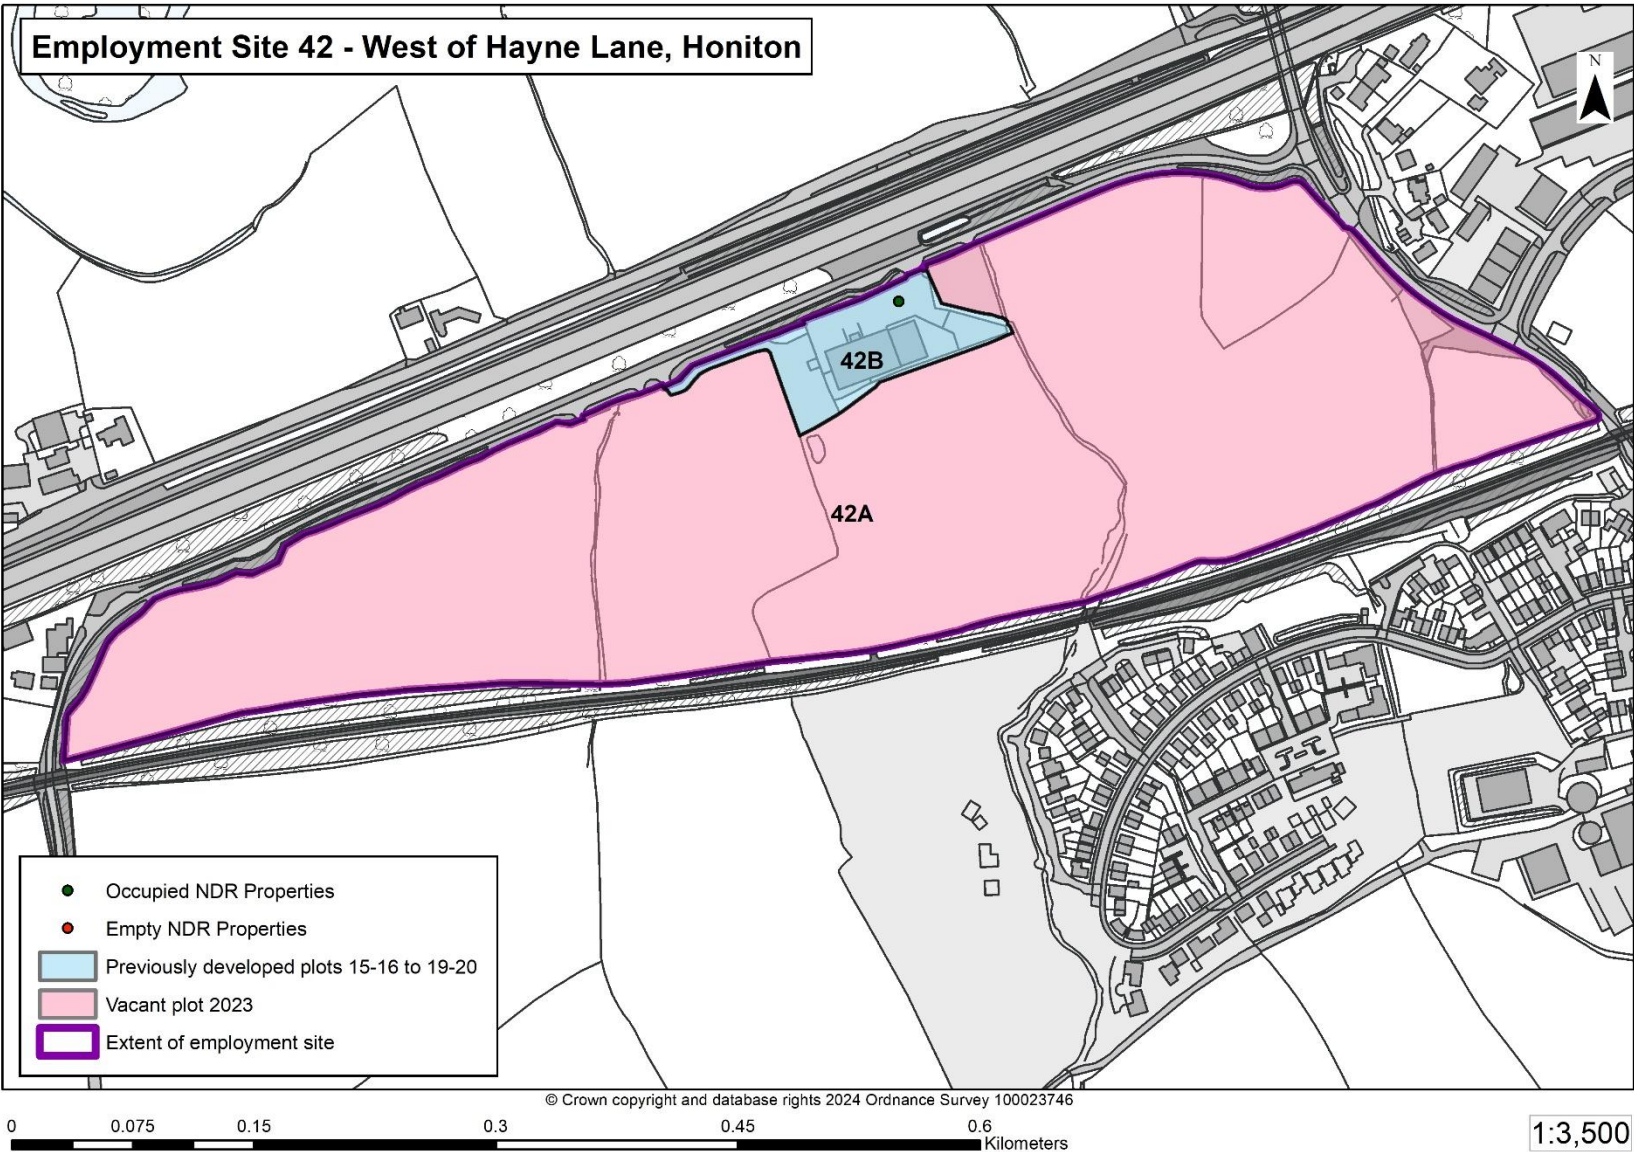 Employment Site 42 - West of Hayne Lane, Honiton
N
42B
42A
Occupied NDR Properties
Empty NDR Properties
Previously developed plots 15-16 to 19-20
Vacant plot 2023
Extent of employment site
© Crown copyright and database rights 2024 Ordnance Survey 100023746
0 0.075 0.15 0.3 0.45 0.6
Kilometers
1:3,500